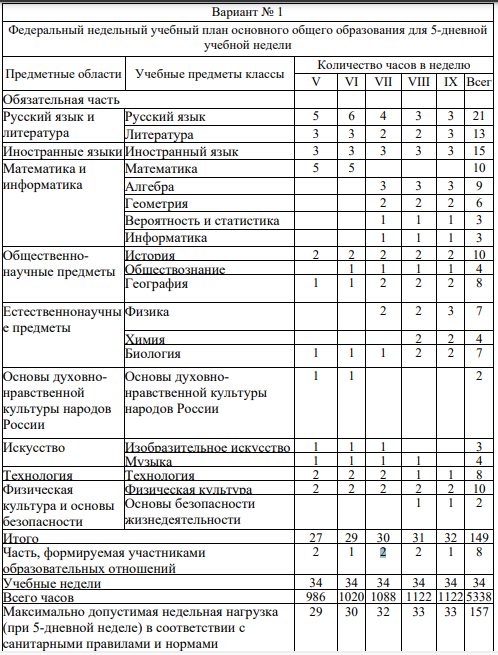 Вариант № 1
Федеральный недельный учебный план основного общего образования для 5-дневной
учебной недели
Предметные области Учебные предметы классы Количество часов в неделю
V VI VII VIII IX Всег
Обязательная часть
Русский язык и Русский язык 5 6 4 3 3 21
литература Литература 3 3 2 2 3 13
Иностранные языки Иностранный язык 3 3 3 3 3 15
Математика и Математика 5 5 10
информатика
Алгебра 3 3 3 9
Геометрия 2 2 2 6
Вероятность и статистика 1 1 1 3
Информатика 1 1 1 3
Общественно- История 2 2 2 2 2 10
научные предметы Обществознание 1 1 1 1 4
География 1 1 2 2 2 8
Естественнонаучны Физика 2 2 3 7
е предметы
Химия 2 2 4
Биология 1 1 1 2 2 7
Основы духовно- Основы духовно- 1 1 2
нравственной нравственной культуры
культуры народов народов России
России
Искусство Изобразительное искусство 1 1 1 3
Музыка 1 1 1 1 4
Технология Технология 2 2 2 1 1 8
Физическая Физическая культура 2 2 2 2 2 10
культура и основы Основы безопасности 1 1 2
безопасности жизнедеятельности
Итого 27 29 30 31 32 149
Часть, формируемая участниками 2 1 2 2 1 8
образовательных отношений
Учебные недели 34 34 34 34 34 34
Всего часов 986 1020 1088 1122 1122 5338
Максимально допустимая недельная нагрузка 29 30 32 33 33 157
(при 5-дневной неделе) в соответствии с
санитарными правилами и нормами